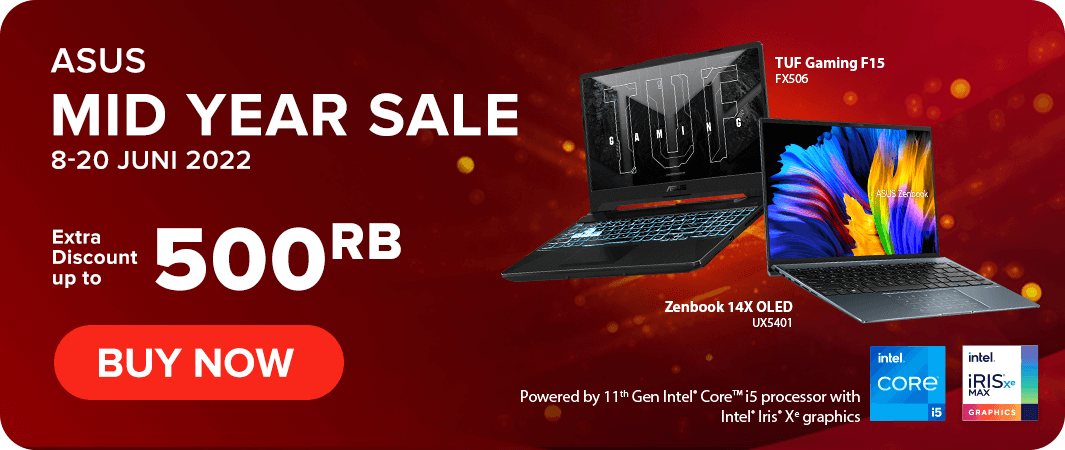 ASUS
MID YEAR SALE
8-20 JUNI 2022
Extra
Discount
up to
500RB
BUY NOW
TUF Gaming F15
FX506
TUF
GAMING
ASUS
ASUS Zenbook
Zenbook 14X OLED
UX5401
Powered by 11th Gen Intel® Core™ i5 processor with
Intel® Iris® Xe graphics
intel.
CORE
i5
intel.
iRIS Xe
MAX
GRAPHICS